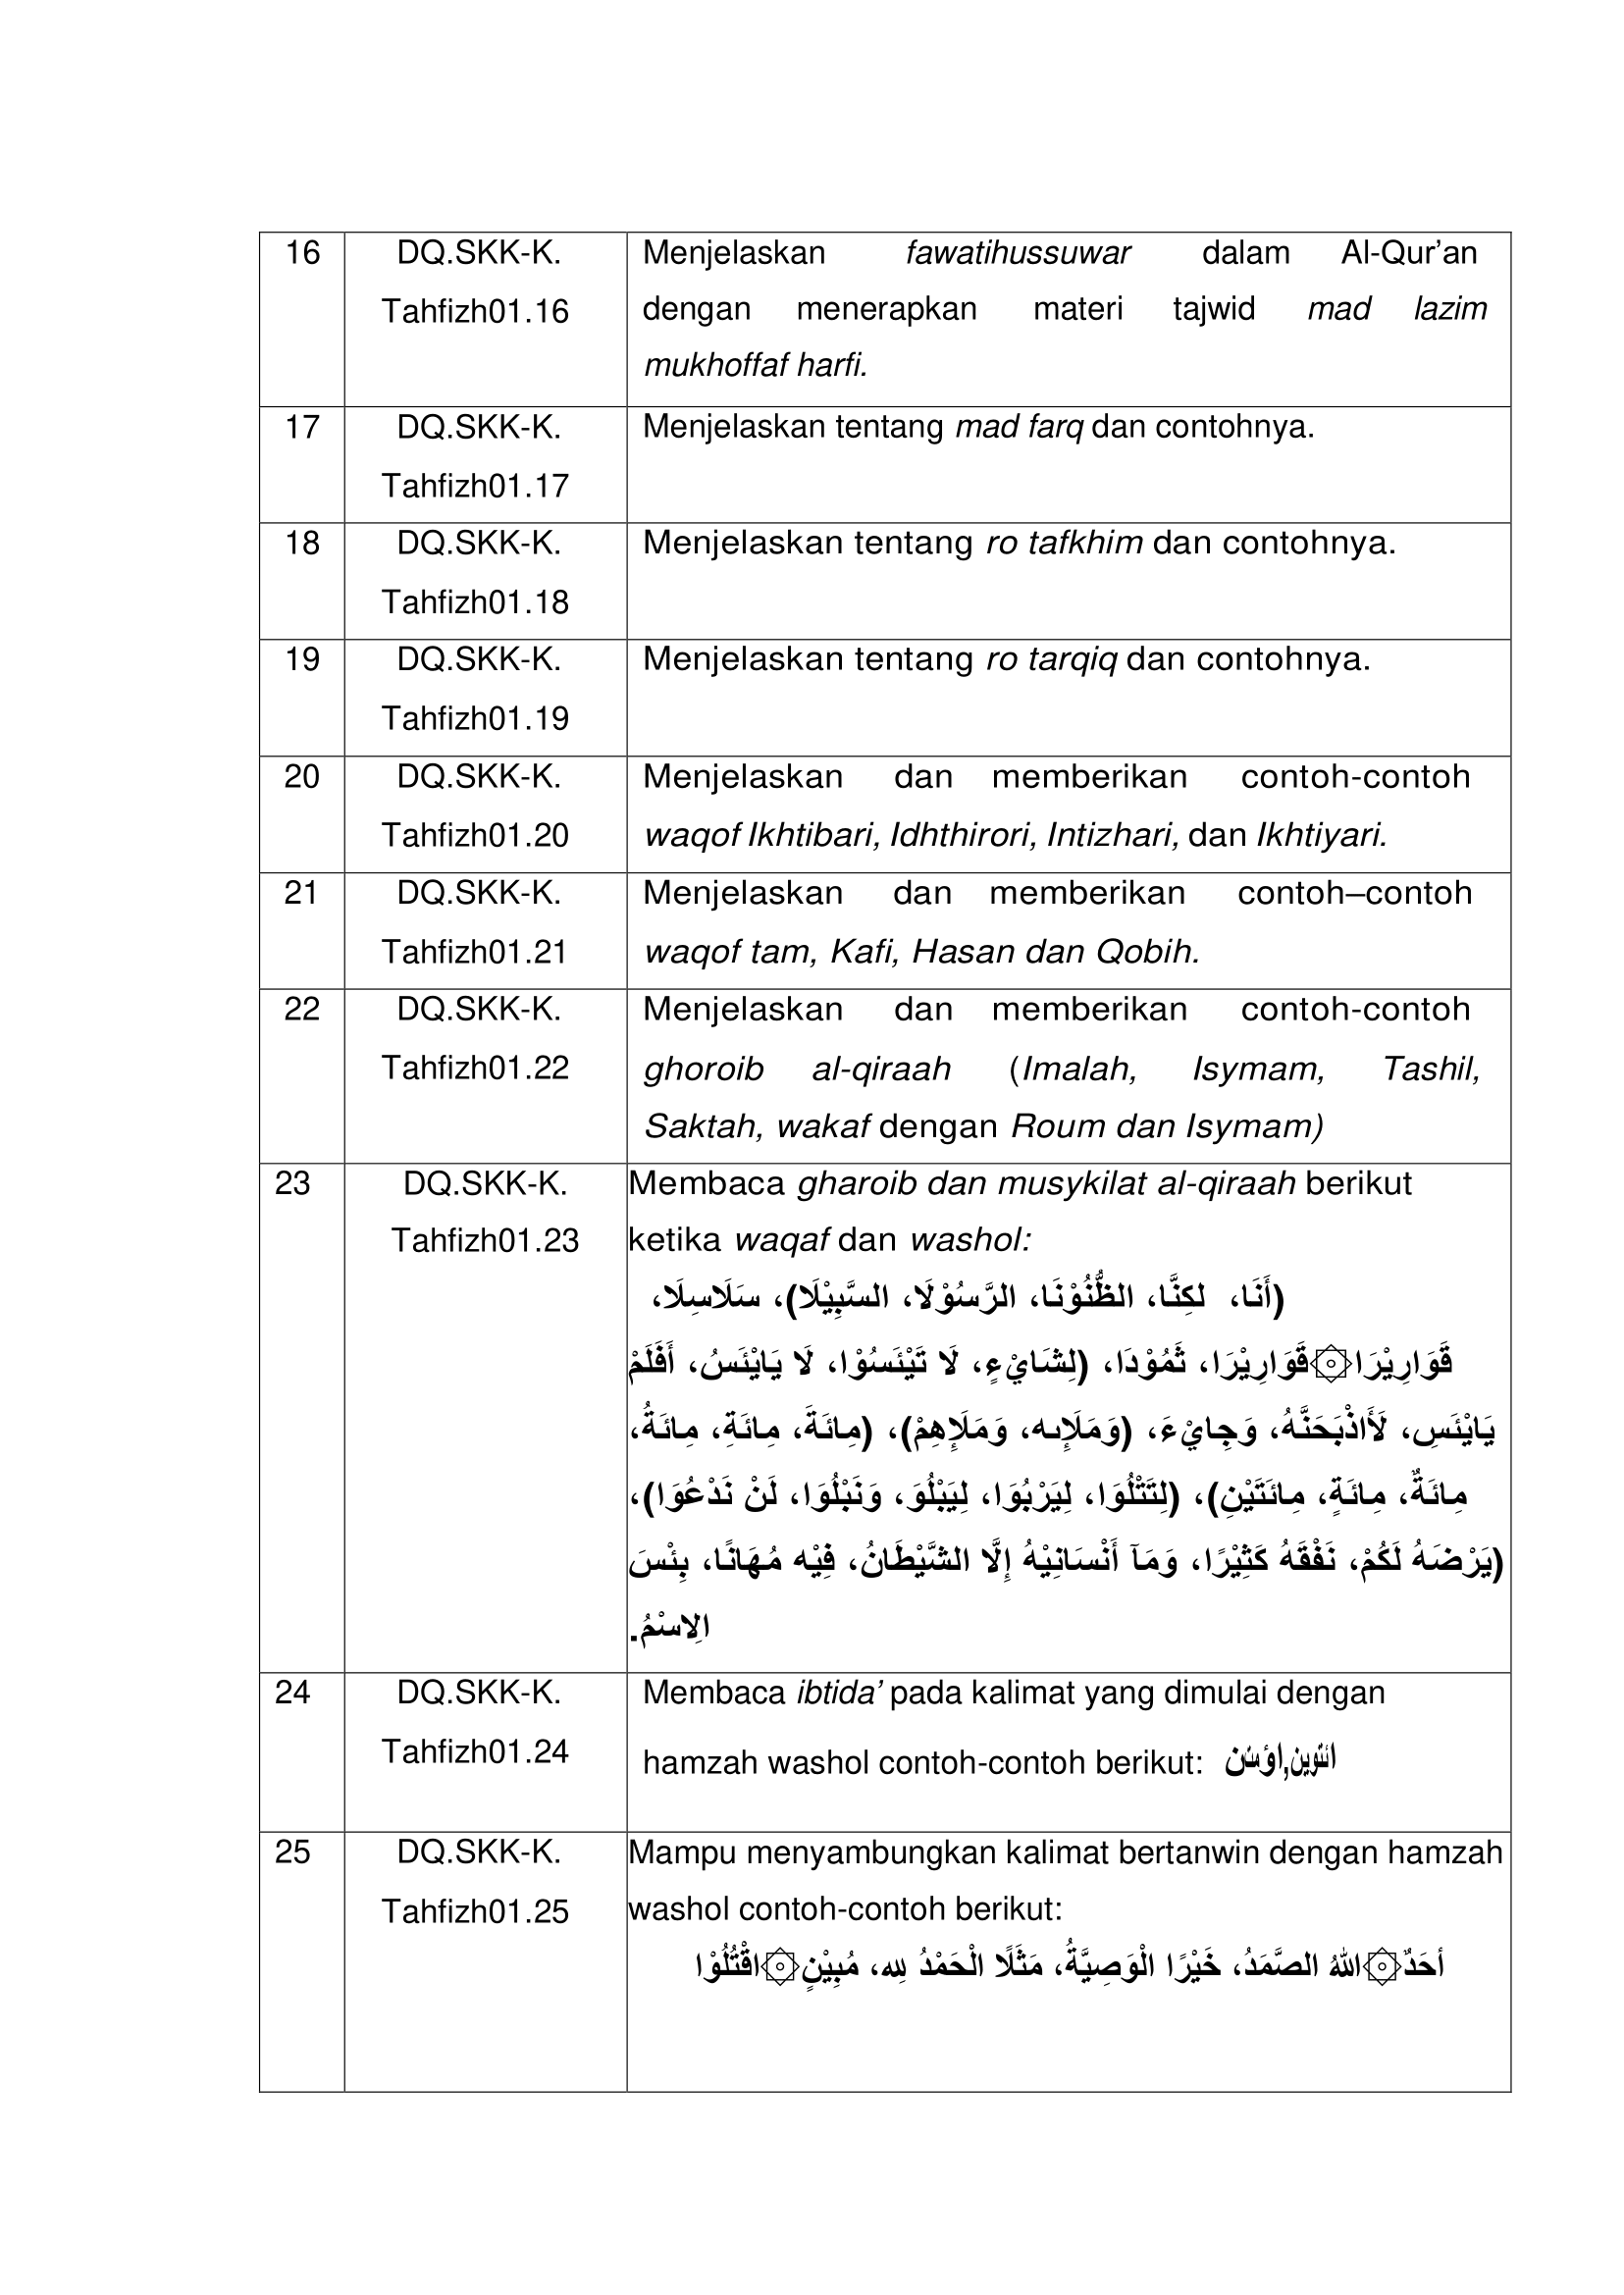 16 DQ.SKK-K. Menjelaskan fawatihussuwar dalam Al-Qur’an
Tahfizh01.16 dengan menerapkan materi tajwid mad lazim
mukhoffaf harfi.
17 DQ.SKK-K. Menjelaskan tentang mad farq dan contohnya.
Tahfizh01.17
18 DQ.SKK-K. Menjelaskan tentang ro tafkhim dan contohnya.
Tahfizh01.18
19 DQ.SKK-K. Menjelaskan tentang ro tarqiq dan contohnya.
Tahfizh01.19
20 DQ.SKK-K. Menjelaskan dan memberikan contoh-contoh
Tahfizh01.20 waqof Ikhtibari, Idhthirori, Intizhari, dan Ikhtiyari.
21 DQ.SKK-K. Menjelaskan dan memberikan contoh–contoh
Tahfizh01.21 waqof tam, Kafi, Hasan dan Qobih.
22 DQ.SKK-K. Menjelaskan dan memberikan contoh-contoh
Tahfizh01.22 ghoroib al-qiraah (Imalah, Isymam, Tashil,
Saktah, wakaf dengan Roum dan Isymam)
23 DQ.SKK-K. Membaca gharoib dan musykilat al-qiraah berikut
Tahfizh01.23 ketika waqaf dan washol:
(أَنَا، لكِنَّا، الظُّنُوْنَا، الرَّسُوْلَا، السَّبِيْلَا)، سَلَاسِلَا،
قَوَارِيْرَا۞قَوَارِيْرَا، ثَمُوْدَا، (لِشَايْءٍ، لَا تَيْئَسُوْا، لَا يَايْئَسُ، أَفَلَمْ
يَايْئَسِ، لَأَاذْبَحَنَّهُ، وَجِايْءَ، (وَمَلَإِىه، وَمَلَإِهِمْ)، (مِائَةَ، مِائَةِ، مِائَةُ،
مِائَةٌ، مِائَةٍ، مِائَتَيْنِ)، (لِتَتْلُوَا، لِيَرْبُوَا، لِيَبْلُوَ، وَنَبْلُوَا، لَنْ نَدْعُوَا)،
(يَرْضَهُ لَكُمْ، نَفْقَهُ كَثِيْرًا، وَمَآ أَنْسَانِيْهُ إِلَّا الشَّيْطَانُ، فِيْه مُهَانًا، بِئْسَ
الِاسْمُ.
24 DQ.SKK-K. Membaca ibtida’ pada kalimat yang dimulai dengan
Tahfizh01.24 hamzah washol contoh-contoh berikut:
25 DQ.SKK-K. Mampu menyambungkan kalimat bertanwin dengan hamzah
Tahfizh01.25 washol contoh-contoh berikut:
أحَدٌ۞اللهُ الصَّمَدُ، خَيْرًا الْوَصِيَّةُ، مَثَلًا الْحَمْدُ لِله، مُبِيْنٍ۞اقْتُلُوْا